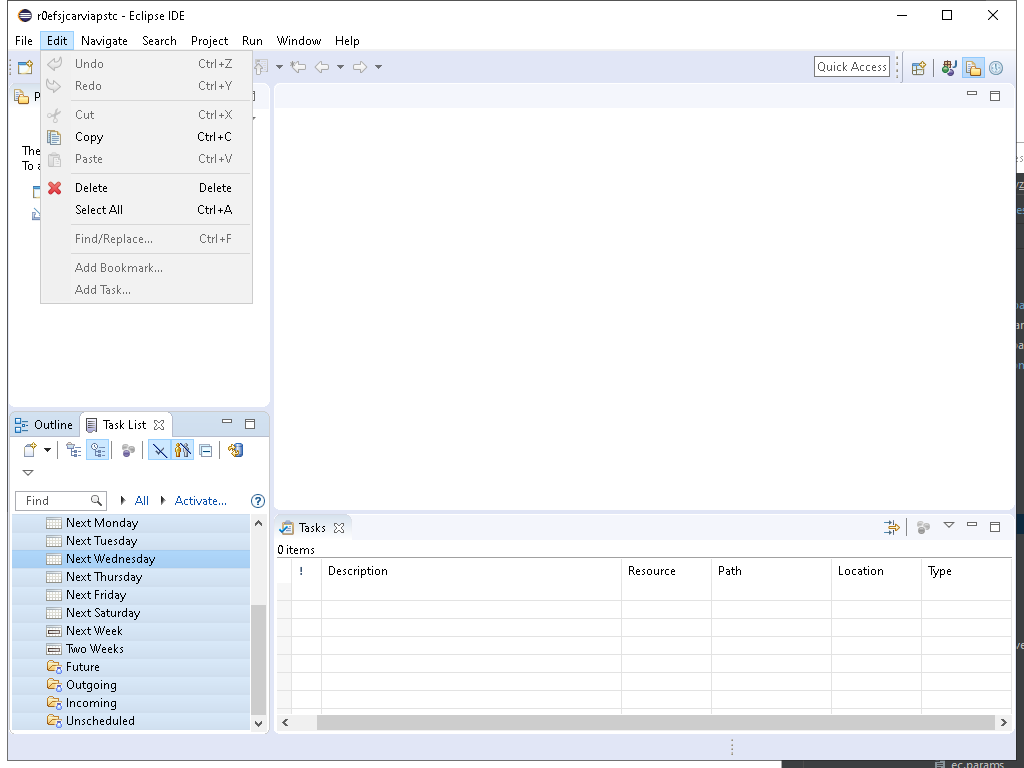 r0efsjcarviapstc - Eclipse IDE
File Edit Navigate Search Project Run Window Help
Undo Ctrl+Z
Quick Access
Redo Ctrl+Y
Cut Ctrl+X
Copy Ctrl+C
Paste Ctrl+V
Delete Delete
Select All Ctrl+A
Find/Replace... Ctrl+F
Add Bookmark...
Add Task...
Outline Task List
Find All Activate...
Next Monday
Next Tuesday
Next Wednesday
Next Thursday
Next Friday
Next Saturday
Next Week
Two Weeks
Future
Outgoing
Incoming
Unscheduled
Tasks
0 items
! Description Resource Path Location Type
ec.params